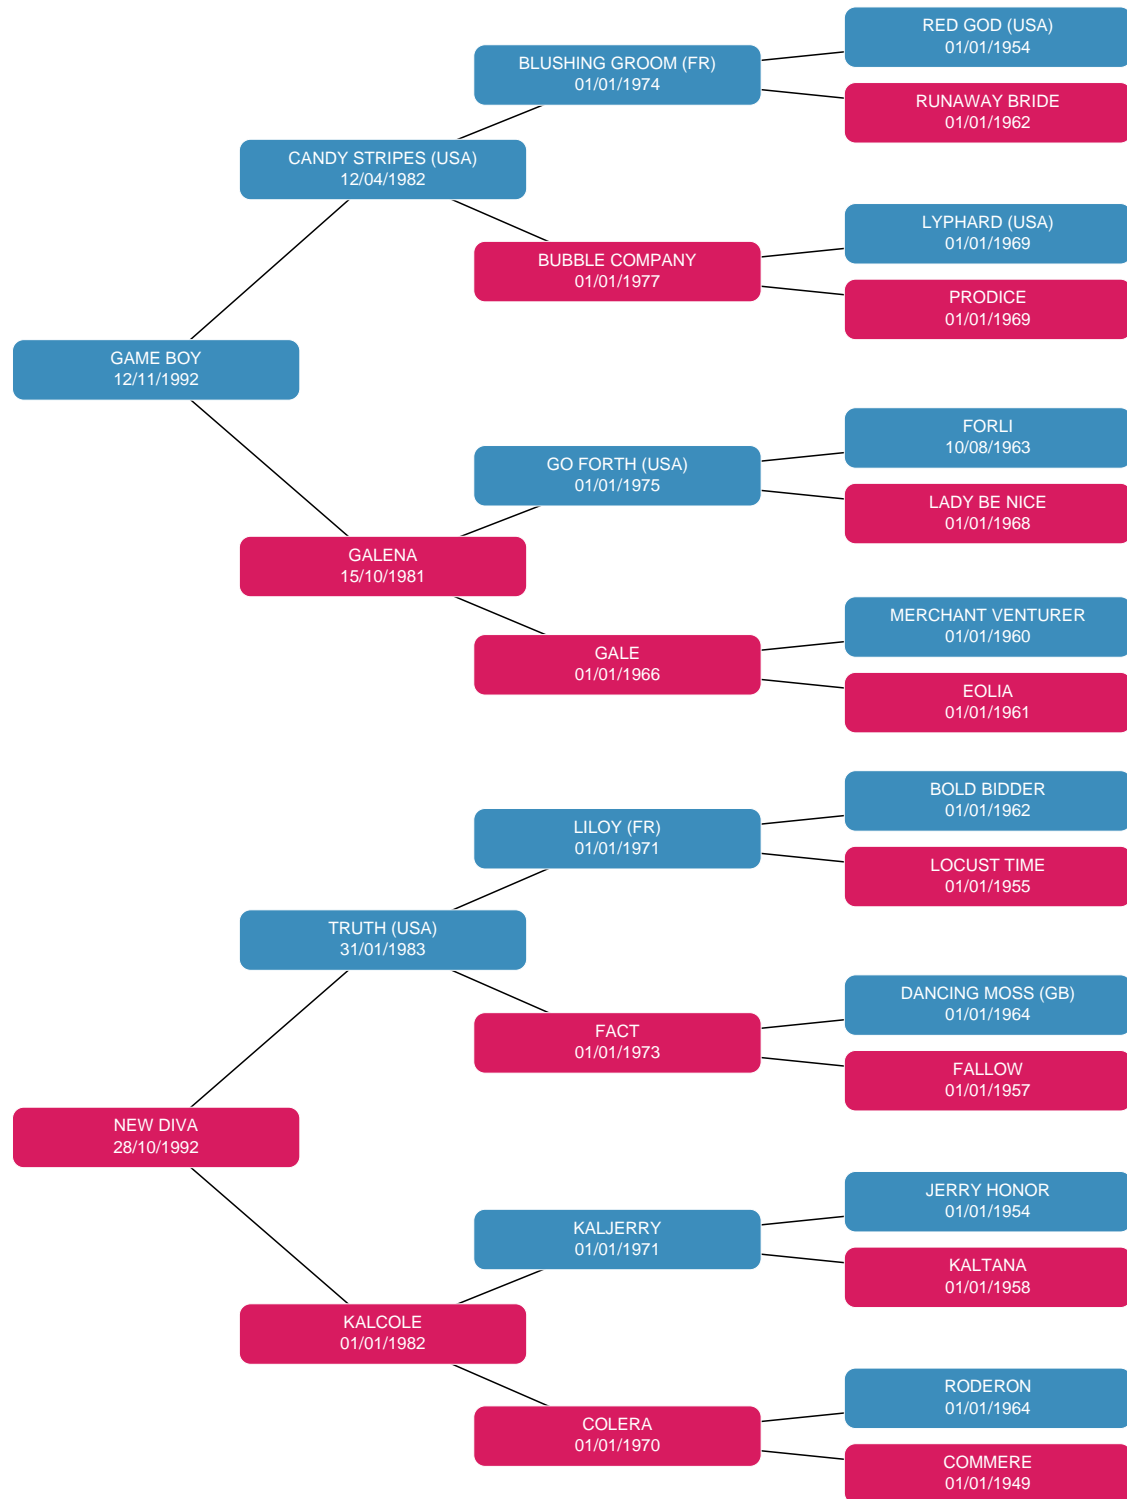 RED GOD (USA)
01/01/1954
BLUSHING GROOM (FR)
01/01/1974
RUNAWAY BRIDE
01/01/1962
CANDY STRIPES (USA)
12/04/1982
LYPHARD (USA)
01/01/1969
BUBBLE COMPANY
01/01/1977
PRODICE
01/01/1969
GAME BOY
12/11/1992
FORLI
10/08/1963
GO FORTH (USA)
01/01/1975
LADY BE NICE
01/01/1968
GALENA
15/10/1981
MERCHANT VENTURER
01/01/1960
GALE
01/01/1966
EOLIA
01/01/1961
BOLD BIDDER
01/01/1962
LILOY (FR)
01/01/1971
LOCUST TIME
01/01/1955
TRUTH (USA)
31/01/1983
DANCING MOSS (GB)
01/01/1964
FACT
01/01/1973
FALLOW
01/01/1957
NEW DIVA
28/10/1992
JERRY HONOR
01/01/1954
KALJERRY
01/01/1971
KALTANA
01/01/1958
KALCOLE
01/01/1982
RODERON
01/01/1964
COLERA
01/01/1970
COMMERE
01/01/1949